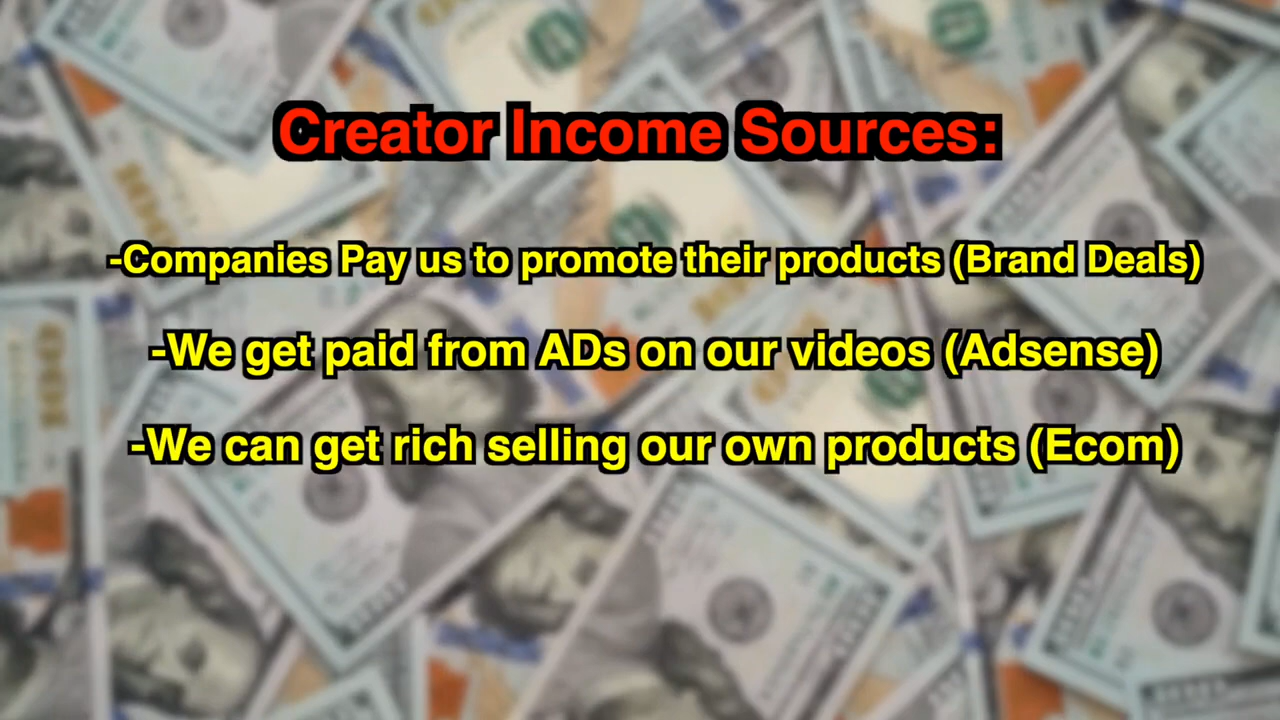 Creator Income Sources:
-Companies Pay us to promote their products (Brand Deals)
-We get paid from ADs on our videos (Adsense)
-We can get rich selling our own products (Ecom)